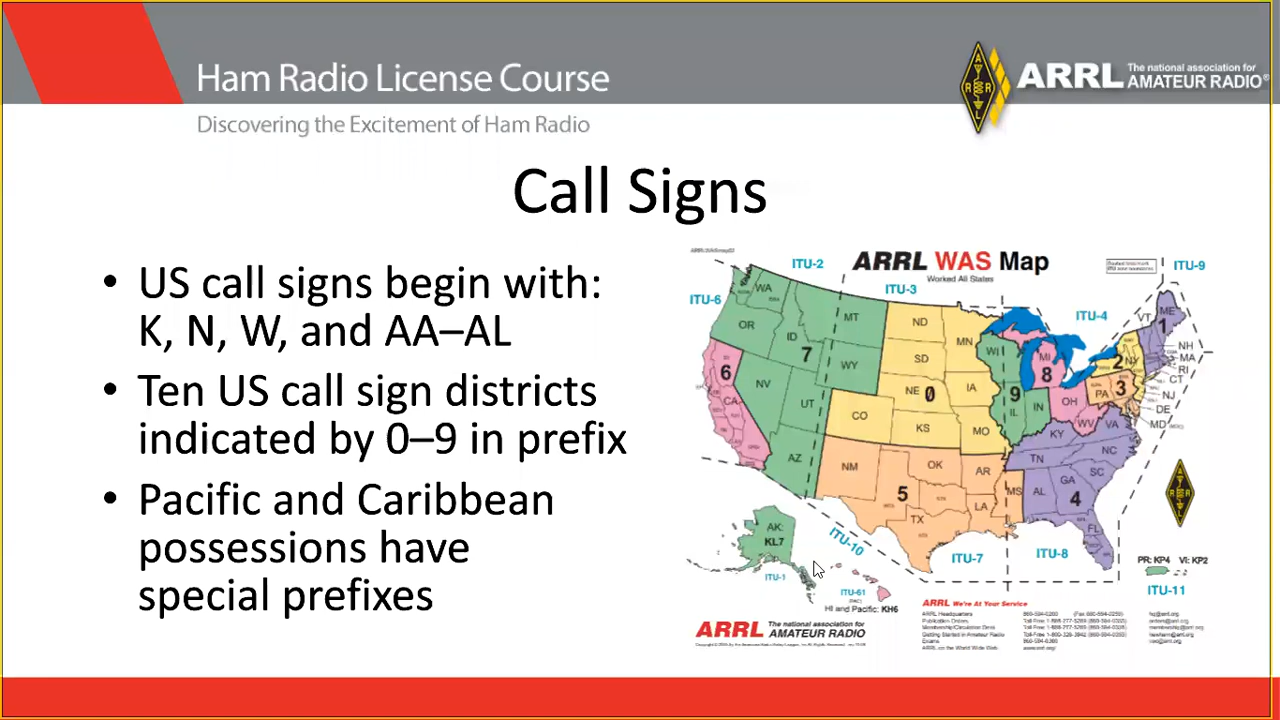 Ham Radio License Course
ARRL The national association for AMATEUR RADIO®
Discovering the Excitement of Ham Radio
Call Signs
• US call signs begin with:
K, N, W, and AA–AL
• Ten US call sign districts
indicated by 0–9 in prefix
• Pacific and Caribbean
possessions have
special prefixes
ARRL WAS Map
Worked All States
ITU-2
ITU-3
ITU-9
ITU-6
ITU-4
WA
MT
ND
MN
VT
ME
1
OR
ID
7
SD
WI
MI
8
2
NY
NH
MA
RI
CT
6
WY
NE
0
IA
9
3
PA
NJ
NV
UT
IL
IN
OH
DE
MD
CA
CO
KS
MO
WV
VA
KY
AZ
NM
OK
AR
TN
NC
SC
5
MS
AL
GA
4
TX
LA
FL
AK:
KL7
ITU-1
ITU-10
ITU-7
ITU-8
PR: KP4 VI: KP2
ITU-11
ITU-61
(PAC)
HI and Pacific: KH6
ARRL The national association for
AMATEUR RADIO
ARRL We're At Your Service
ARRL Headquarters
Publication Orders